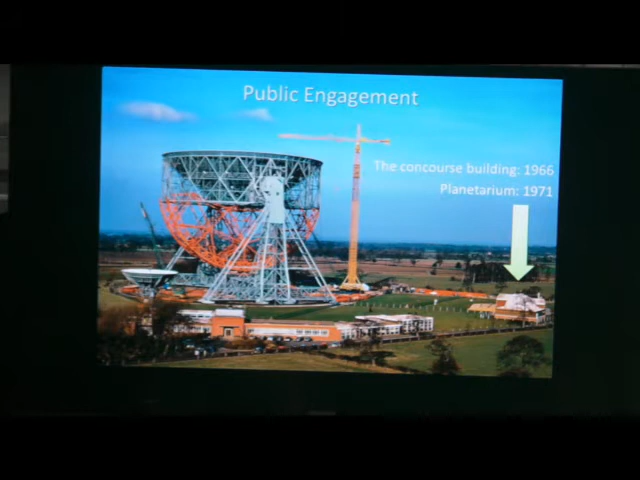 Public Engagement
The concourse building: 1966
Planetarium: 1971